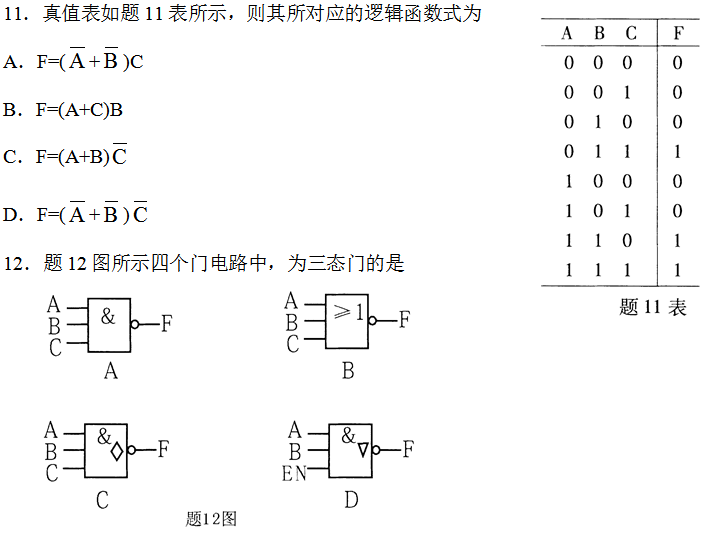 11．真值表如题 11 表所示，则其所对应的逻辑函数式为
A．F=(A̅+B̅)C
B．F=(A+C)B
C．F=(A+B)C̅
D．F=(A̅+B̅)C̅
A B C F
0 0 0 0
0 0 1 0
0 1 0 0
0 1 1 1
1 0 0 0
1 0 1 0
1 1 0 1
1 1 1 1
题 11 表
12．题 12 图所示四个门电路中，为三态门的是
A B C & F
A
A B C ≥1 F
B
A B C & ◇ F
C
A B EN & ▽ F
D
题12图